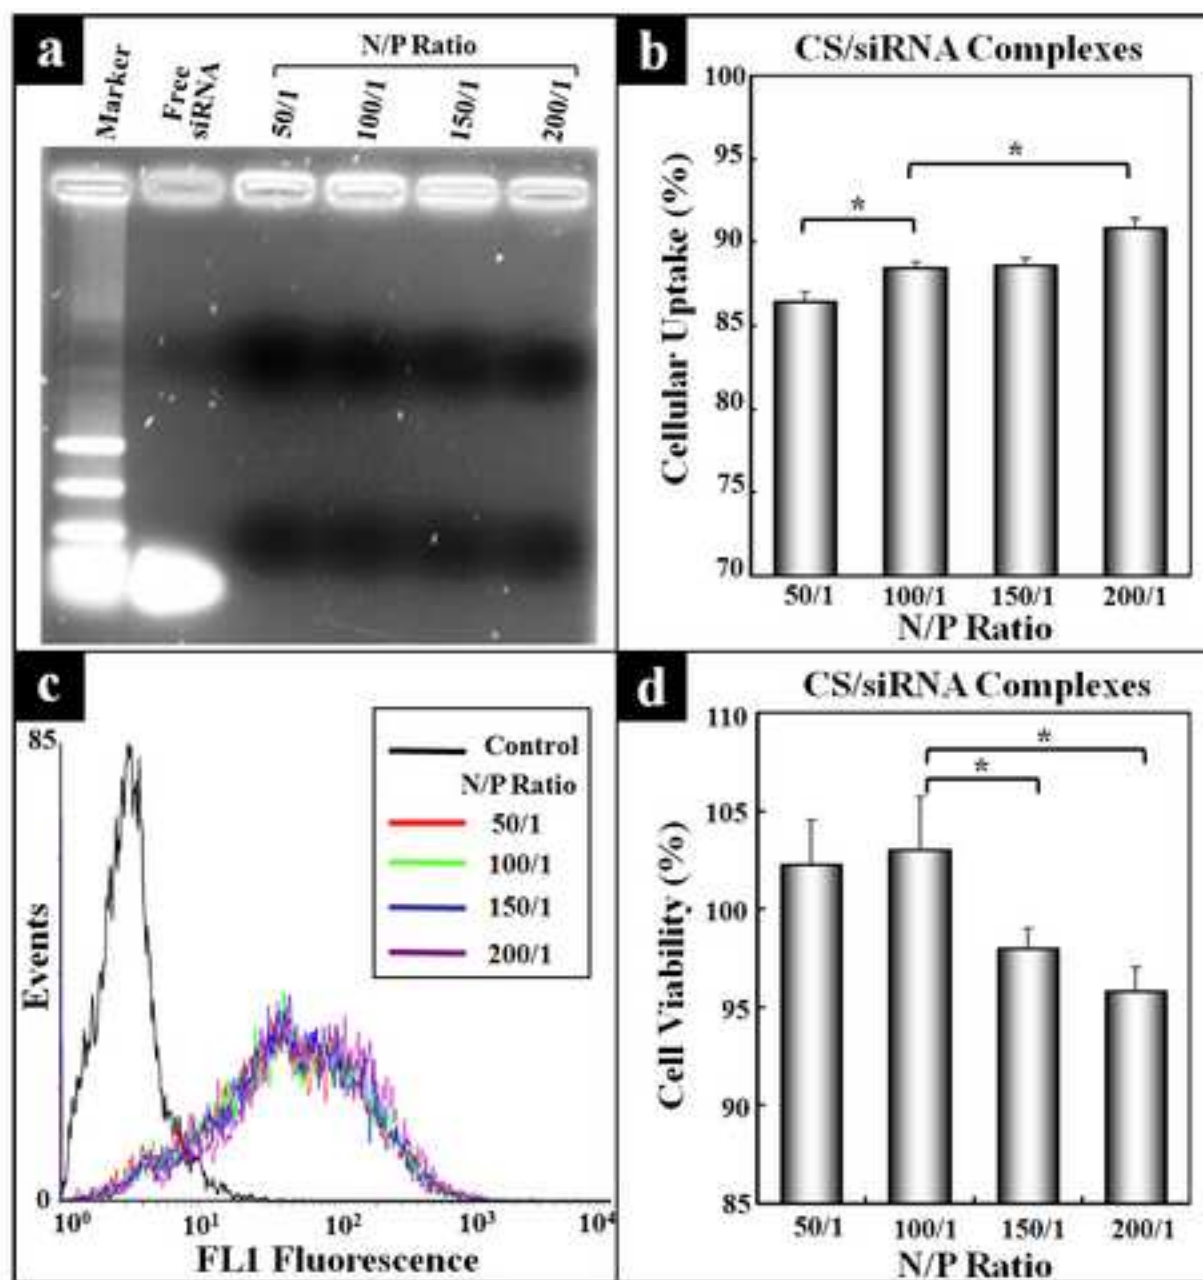 a
N/P Ratio
Marker
Free
siRNA
50/1
100/1
150/1
200/1
b
CS/siRNA Complexes
100
95
90
85
80
75
70
Cellular Uptake (%)
*
*
50/1 100/1 150/1 200/1
N/P Ratio
c
85
0
Events
Control
N/P Ratio
50/1
100/1
150/1
200/1
10⁰ 10¹ 10² 10³ 10⁴
FL1 Fluorescence
d
CS/siRNA Complexes
110
105
100
95
90
85
Cell Viability (%)
*
*
50/1 100/1 150/1 200/1
N/P Ratio